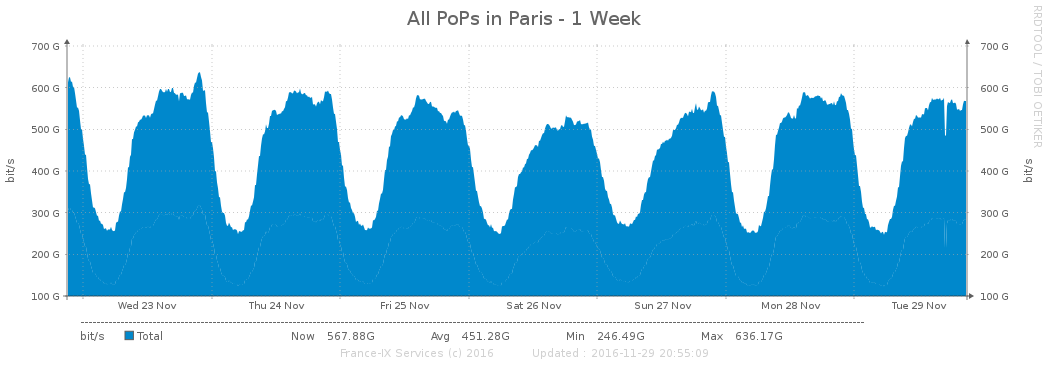 All PoPs in Paris - 1 Week
RRDTOOL / TOBI OETIKER
bit/s
700 G
600 G
500 G
400 G
300 G
200 G
100 G
700 G
600 G
500 G
400 G
300 G
200 G
100 G
bit/s
Wed 23 Nov Thu 24 Nov Fri 25 Nov Sat 26 Nov Sun 27 Nov Mon 28 Nov Tue 29 Nov
bit/s Total Now 567.88G Avg 451.28G Min 246.49G Max 636.17G
France-IX Services (c) 2016 Updated : 2016-11-29 20:55:09